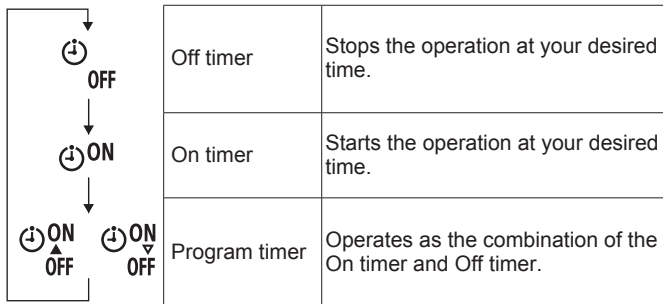 OFF
Off timer
Stops the operation at your desired
time.
ON
On timer
Starts the operation at your desired
time.
ON
OFF
ON
OFF
Program timer
Operates as the combination of the
On timer and Off timer.